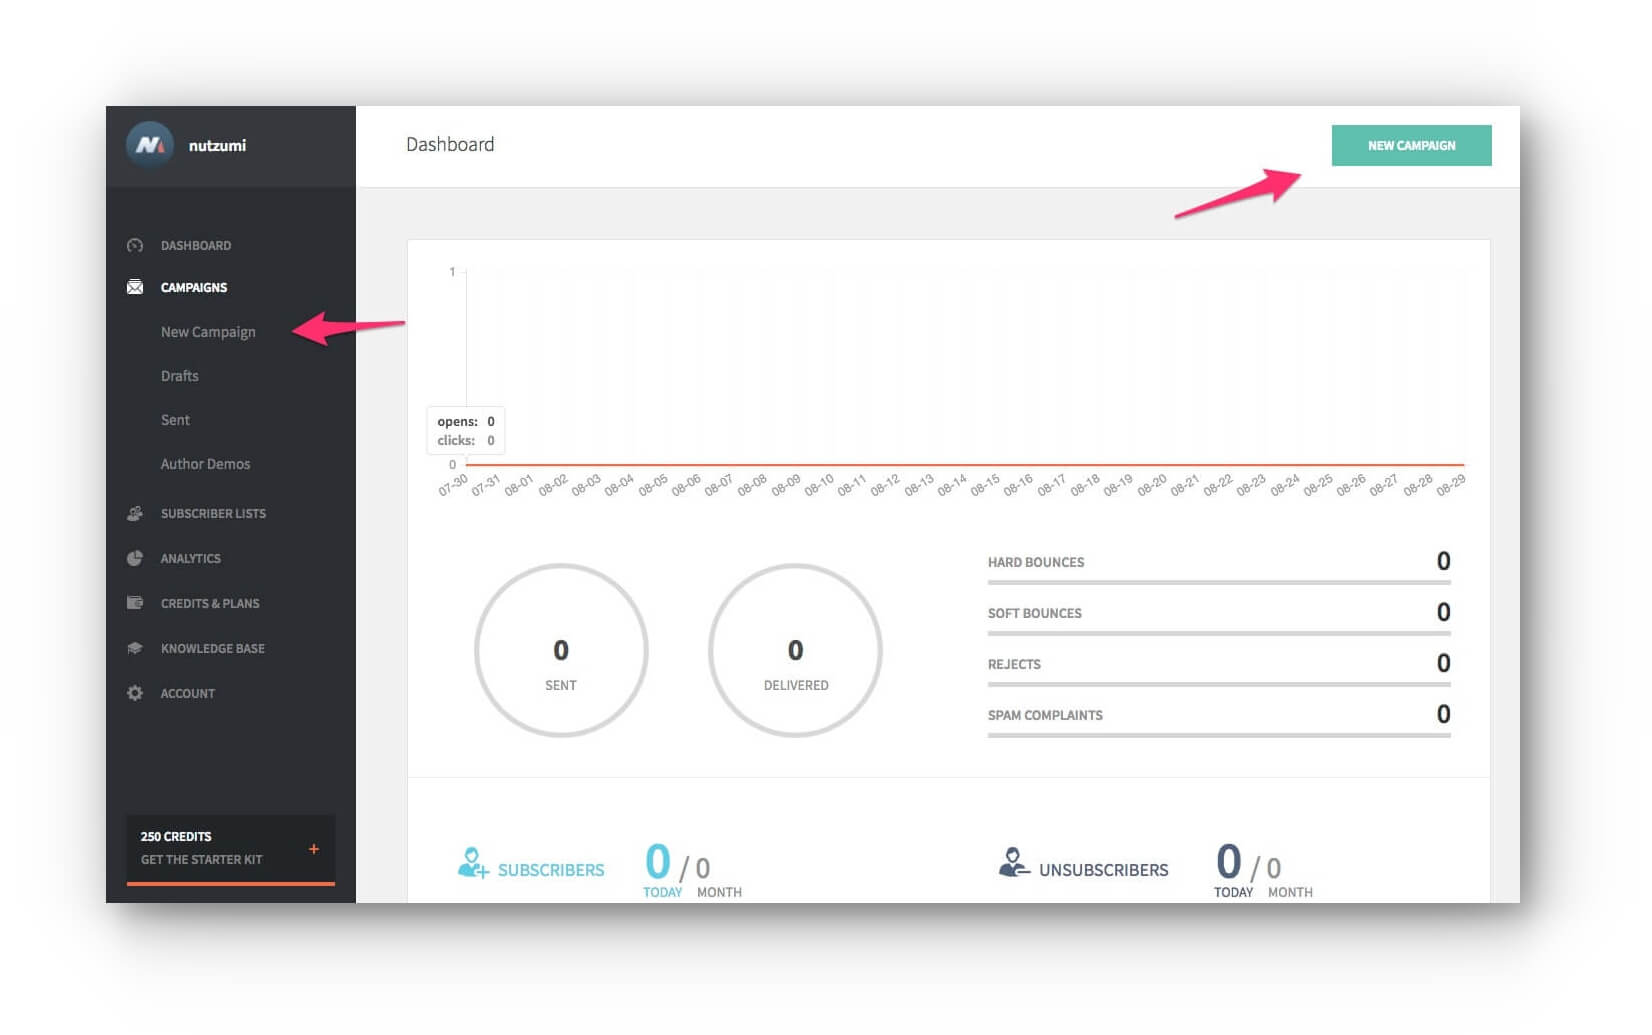 nutzumi
Dashboard
NEW CAMPAIGN
DASHBOARD
CAMPAIGNS
New Campaign
Drafts
Sent
Author Demos
SUBSCRIBER LISTS
ANALYTICS
CREDITS & PLANS
KNOWLEDGE BASE
ACCOUNT
250 CREDITS
GET THE STARTER KIT
+
1
opens: 0
clicks: 0
0
07-30 07-31 08-01 08-02 08-03 08-04 08-05 08-06 08-07 08-08 08-09 08-10 08-11 08-12 08-13 08-14 08-15 08-16 08-17 08-18 08-19 08-20 08-21 08-22 08-23 08-24 08-25 08-26 08-27 08-28 08-29
0
SENT
0
DELIVERED
HARD BOUNCES 0
SOFT BOUNCES 0
REJECTS 0
SPAM COMPLAINTS 0
SUBSCRIBERS 0 / 0
TODAY MONTH
UNSUBSCRIBERS 0 / 0
TODAY MONTH